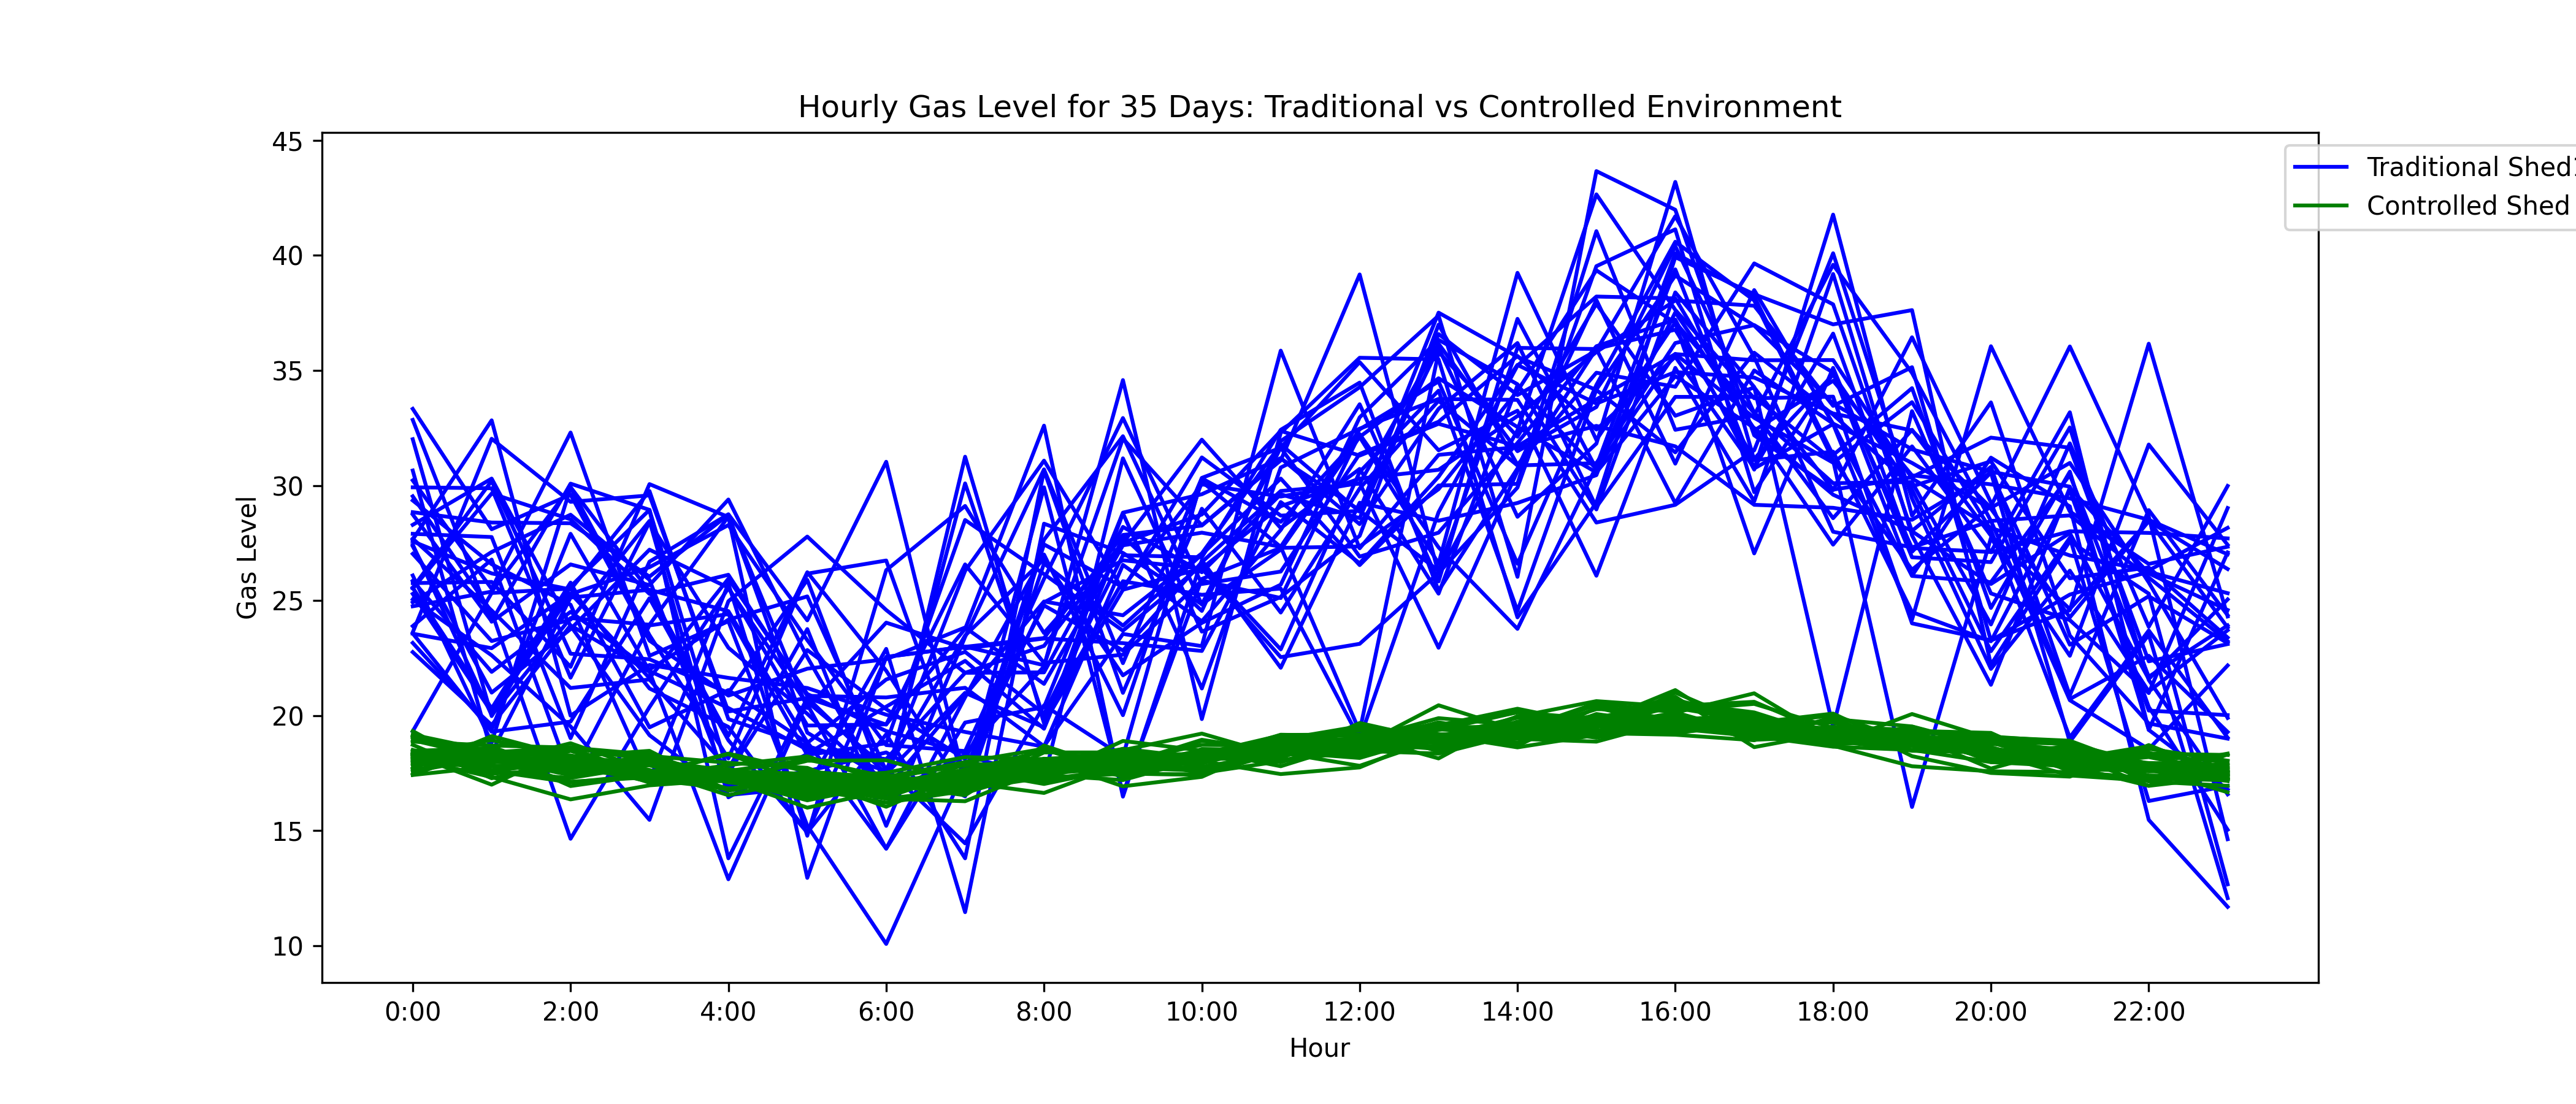 Hourly Gas Level for 35 Days: Traditional vs Controlled Environment
45
40
35
30
25
20
15
10
Gas Level
Traditional Shed
Controlled Shed
0:00 2:00 4:00 6:00 8:00 10:00 12:00 14:00 16:00 18:00 20:00 22:00
Hour